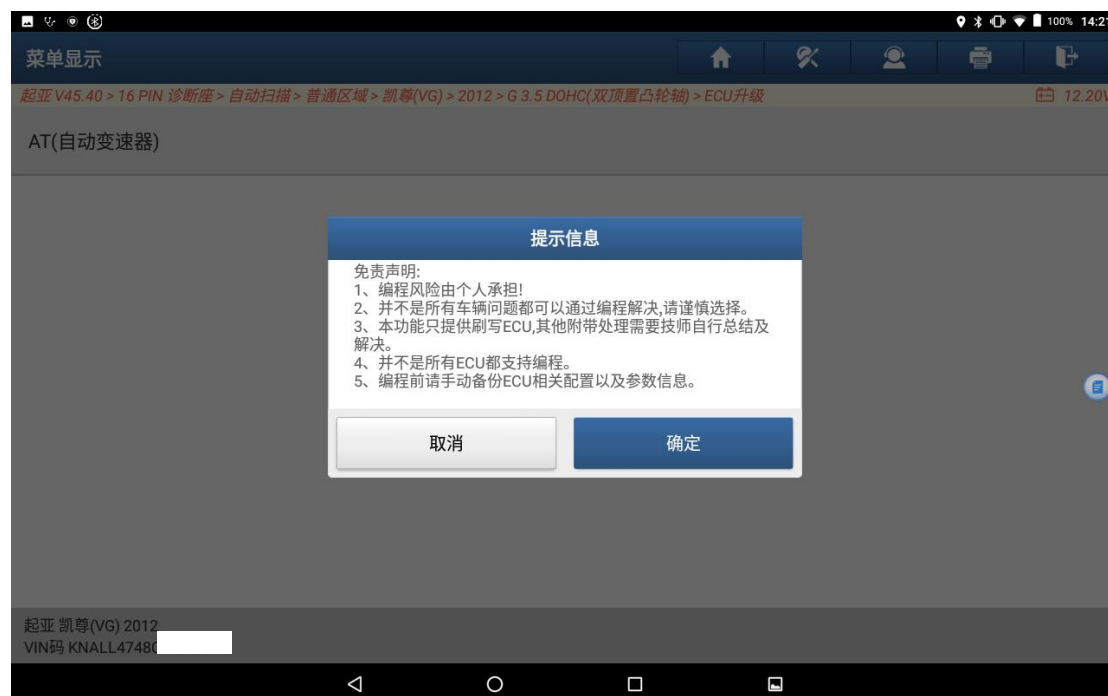 100% 14:21
菜单显示
起亚 V45.40 > 16 PIN 诊断座 > 自动扫描 > 普通区域 > 凯尊(VG) > 2012 > G 3.5 DOHC(双顶置凸轮轴) > ECU升级
12.20V
AT(自动变速器)
提示信息
免责声明:
1、编程风险由个人承担!
2、并不是所有车辆问题都可以通过编程解决,请谨慎选择。
3、本功能只提供刷写ECU,其他附带处理需要技师自行总结及
解决。
4、并不是所有ECU都支持编程。
5、编程前请手动备份ECU相关配置以及参数信息。
取消
确定
起亚 凯尊(VG) 2012
VIN码 KNALL4748